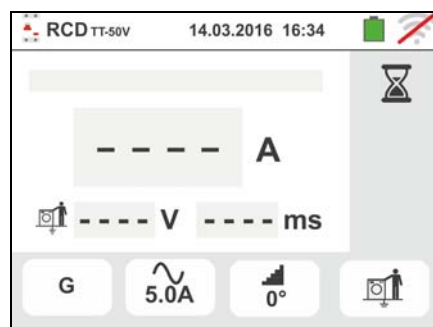 RCD TT-50V 14.03.2016 16:34
- - - - A
- - - - V - - - - ms
G 5.0A 0°